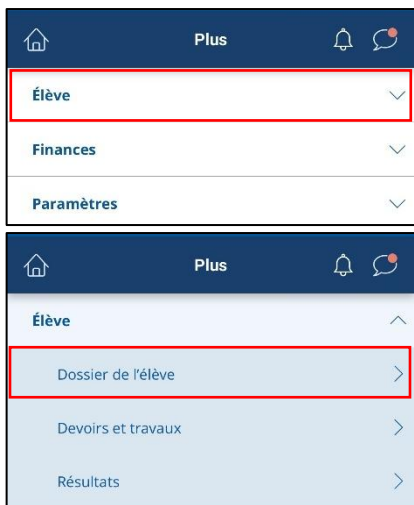 Plus
Élève
Finances
Paramètres
Plus
Élève
Dossier de l'élève
Devoirs et travaux
Résultats